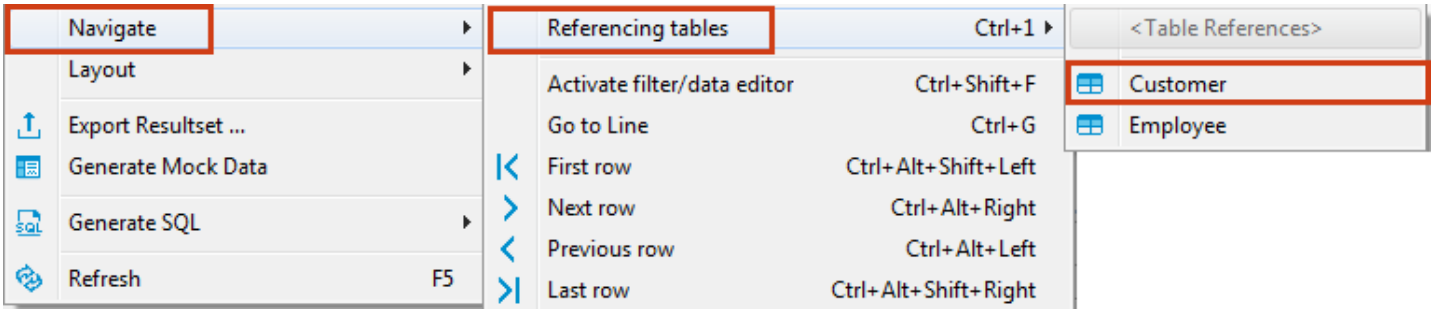 Navigate
Layout
Export Resultset ...
Generate Mock Data
SQL
Generate SQL
Refresh F5
Referencing tables Ctrl+1
Activate filter/data editor Ctrl+Shift+F
Go to Line Ctrl+G
First row Ctrl+Alt+Shift+Left
Next row Ctrl+Alt+Right
Previous row Ctrl+Alt+Left
Last row Ctrl+Alt+Shift+Right
<Table References>
Customer
Employee